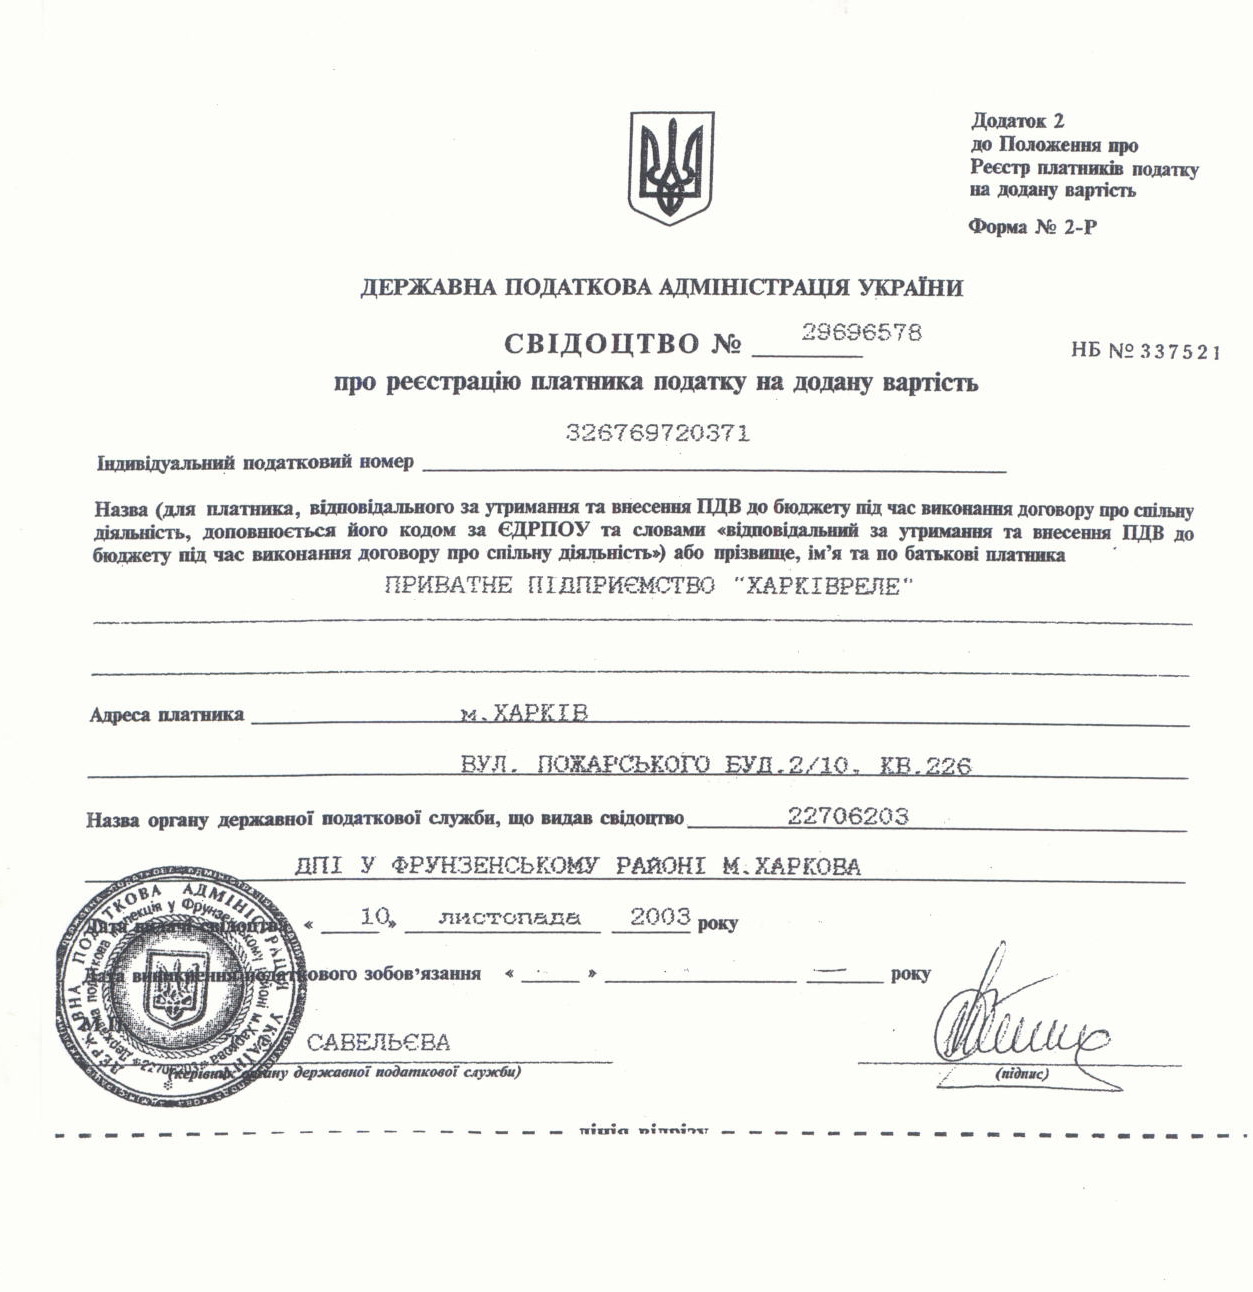 Додаток 2
до Положення про
Реєстр платників податку
на додану вартість
Форма № 2-Р
ДЕРЖАВНА ПОДАТКОВА АДМІНІСТРАЦІЯ УКРАЇНИ
СВІДОЦТВО № 29696578
НБ № 337521
про реєстрацію платника податку на додану вартість
326769720371
Індивідуальний податковий номер
Назва (для платника, відповідального за утримання та внесення ПДВ до бюджету під час виконання договору про спільну
діяльність, доповнюється його кодом за ЄДРПОУ та словами «відповідальний за утримання та внесення ПДВ до
бюджету під час виконання договору про спільну діяльність») або прізвище, ім’я та по батькові платника
ПРИВАТНЕ ПІДПРИЄМСТВО "ХАРКІВРЕЛЕ"
Адреса платника м.ХАРКІВ
ВУЛ. ПОЖАРСЬКОГО БУД.2/10, КВ.226
Назва органу державної податкової служби, що видав свідоцтво 22706203
ДПІ У ФРУНЗЕНСЬКОМУ РАЙОНІ М.ХАРКОВА
Дата видачі свідоцтва « 10» листопада 2003 року
Дата виникнення податкового зобов’язання « » року
М.П.
САВЕЛЬЄВА
(керівник органу державної податкової служби)
(підпис)
лінія відрізу
ДЕРЖАВНА ПОДАТКОВА АДМІНІСТРАЦІЯ УКРАЇНИ
Державна податкова інспекція у Фрунзенському районі м.Харкова
*22706203*